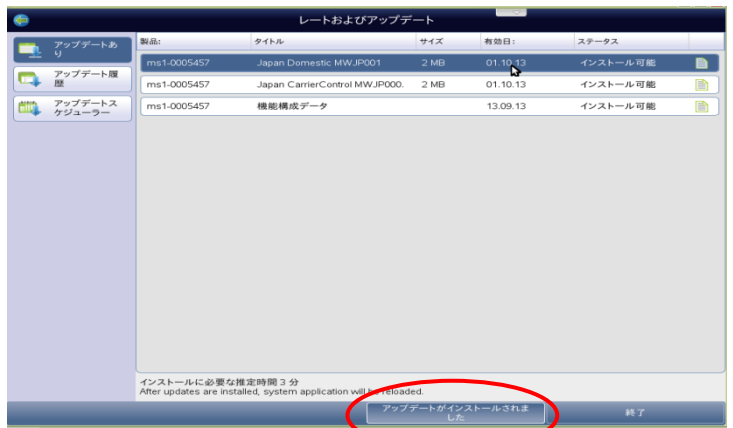 レートおよびアップデート
アップデートあ
り
アップデート履
歴
アップデートス
ケジューラー
製品: タイトル サイズ 有効日: ステータス
ms1-0005457 Japan Domestic MWJP001 2 MB 01.10.13 インストール可能
ms1-0005457 Japan CarrierControl MWJP000. 2 MB 01.10.13 インストール可能
ms1-0005457 機能構成データ 13.09.13 インストール可能
インストールに必要な推定時間 3 分
After updates are installed, system application will be reloaded.
アップデートがインストールされま
した
終了